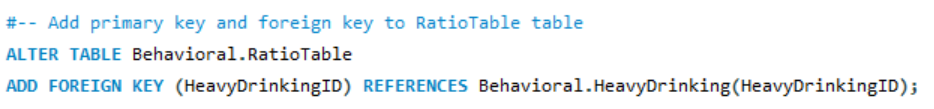 #-- Add primary key and foreign key to RatioTable table
ALTER TABLE Behavioral.RatioTable
ADD FOREIGN KEY (HeavyDrinkingID) REFERENCES Behavioral.HeavyDrinking(HeavyDrinkingID);